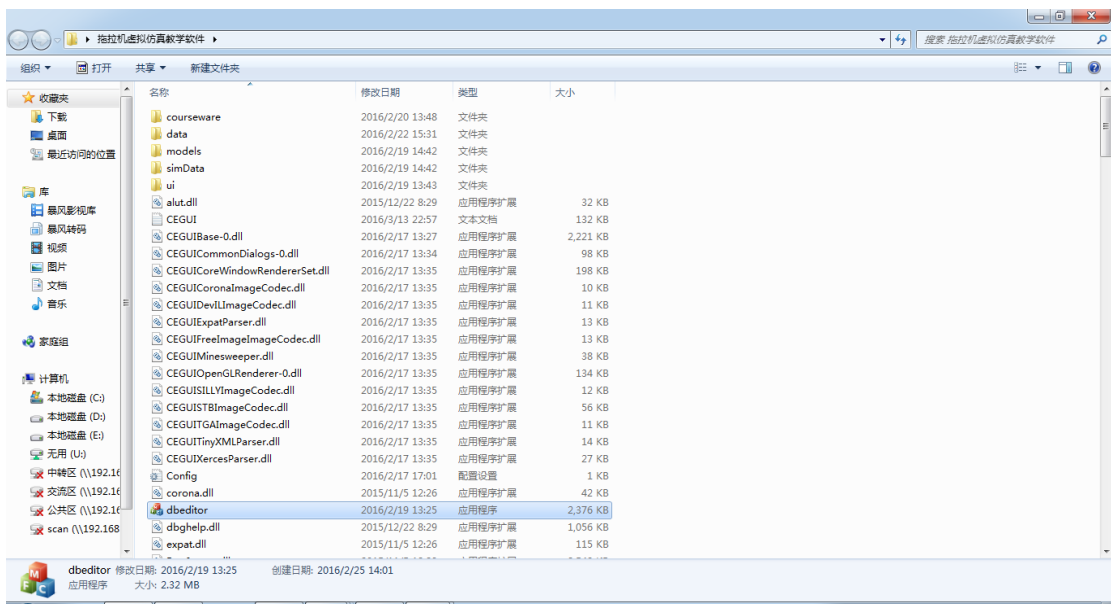 拖拉机虚拟仿真教学软件
搜索 拖拉机虚拟仿真教学软件
组织 打开 共享 新建文件夹
收藏夹
下载
桌面
最近访问的位置
库
暴风影视库
暴风转码
视频
图片
文档
音乐
家庭组
计算机
本地磁盘 (C:)
本地磁盘 (D:)
本地磁盘 (E:)
无用 (U:)
中转区 (\\192.16
交流区 (\\192.16
公共区 (\\192.16
scan (\\192.168
名称 修改日期 类型 大小
courseware 2016/2/20 13:48 文件夹
data 2016/2/22 15:31 文件夹
models 2016/2/19 14:42 文件夹
simData 2016/2/19 14:42 文件夹
ui 2016/2/19 13:43 文件夹
alut.dll 2015/12/22 8:29 应用程序扩展 32 KB
CEGUI 2016/3/13 22:57 文本文档 132 KB
CEGUIBase-0.dll 2016/2/17 13:27 应用程序扩展 2,221 KB
CEGUICommonDialogs-0.dll 2016/2/17 13:34 应用程序扩展 98 KB
CEGUICoreWindowRendererSet.dll 2016/2/17 13:35 应用程序扩展 198 KB
CEGUICoronaImageCodec.dll 2016/2/17 13:35 应用程序扩展 10 KB
CEGUIDevILImageCodec.dll 2016/2/17 13:35 应用程序扩展 11 KB
CEGUIExpatParser.dll 2016/2/17 13:35 应用程序扩展 13 KB
CEGUIFreeImageImageCodec.dll 2016/2/17 13:35 应用程序扩展 13 KB
CEGUIMinesweeper.dll 2016/2/17 13:35 应用程序扩展 38 KB
CEGUIOpenGLRenderer-0.dll 2016/2/17 13:35 应用程序扩展 134 KB
CEGUISILLYImageCodec.dll 2016/2/17 13:35 应用程序扩展 12 KB
CEGUISTBImageCodec.dll 2016/2/17 13:35 应用程序扩展 56 KB
CEGUITGAImageCodec.dll 2016/2/17 13:35 应用程序扩展 11 KB
CEGUITinyXMLParser.dll 2016/2/17 13:35 应用程序扩展 14 KB
CEGUIXercesParser.dll 2016/2/17 13:35 应用程序扩展 27 KB
Config 2016/2/17 17:01 配置设置 1 KB
corona.dll 2015/11/5 12:26 应用程序扩展 42 KB
dbeditor 2016/2/19 13:25 应用程序 2,376 KB
dbghelp.dll 2015/12/22 8:29 应用程序扩展 1,056 KB
expat.dll 2015/11/5 12:26 应用程序扩展 115 KB
dbeditor 修改日期: 2016/2/19 13:25 创建日期: 2016/2/25 14:01
应用程序 大小: 2.32 MB